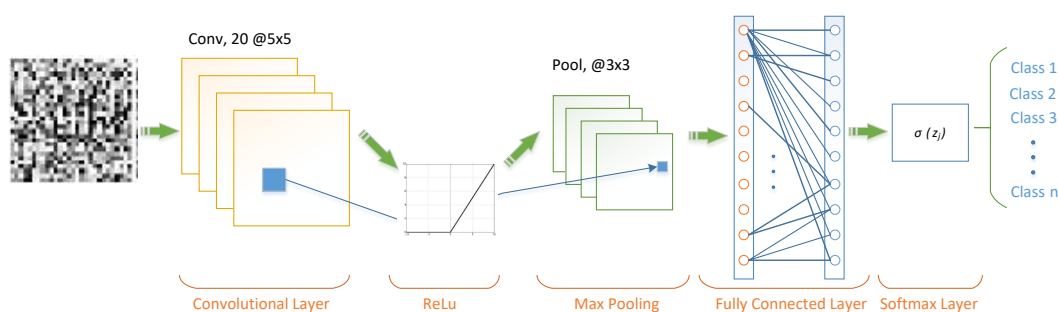 Conv, 20 @5x5
Pool, @3x3
Class 1
Class 2
Class 3
Class n
σ (zⱼ)
Convolutional Layer
ReLu
Max Pooling
Fully Connected Layer
Softmax Layer